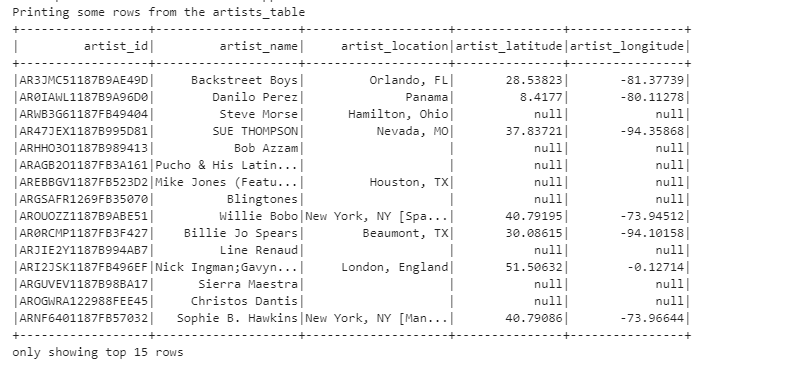 Printing some rows from the artists_table
+------------------+--------------------+--------------------+---------------+----------------+
|         artist_id|         artist_name|     artist_location|artist_latitude|artist_longitude|
+------------------+--------------------+--------------------+---------------+----------------+
|AR3JMC51187B9AE49D|     Backstreet Boys|         Orlando, FL|       28.53823|       -81.37739|
|AR0IAWL1187B9A96D0|        Danilo Perez|              Panama|         8.4177|       -80.11278|
|ARWB3G61187FB49404|         Steve Morse|      Hamilton, Ohio|           null|            null|
|AR47JEX1187B995D81|        SUE THOMPSON|          Nevada, MO|       37.83721|       -94.35868|
|ARHHO3O1187B989413|           Bob Azzam|                    |           null|            null|
|ARAGB2O1187FB3A161|Pucho & His Latin...|                    |           null|            null|
|AREBBGV1187FB523D2|Mike Jones (Featu...|         Houston, TX|           null|            null|
|ARGSAFR1269FB35070|          Blingtones|                    |           null|            null|
|AROUOZZ1187B9ABE51|         Willie Bobo|New York, NY [Spa...|       40.79195|       -73.94512|
|AR0RCMP1187FB3F427|    Billie Jo Spears|        Beaumont, TX|       30.08615|       -94.10158|
|ARJIE2Y1187B994AB7|         Line Renaud|                    |           null|            null|
|ARI2JSK1187FB496EF|Nick Ingman;Gavyn...|     London, England|       51.50632|        -0.12714|
|ARGUVEV1187B98BA17|      Sierra Maestra|                    |           null|            null|
|AROGWRA122988FEE45|     Christos Dantis|                    |           null|            null|
|ARNF6401187FB57032|   Sophie B. Hawkins|New York, NY [Man...|       40.79086|       -73.96644|
+------------------+--------------------+--------------------+---------------+----------------+
only showing top 15 rows